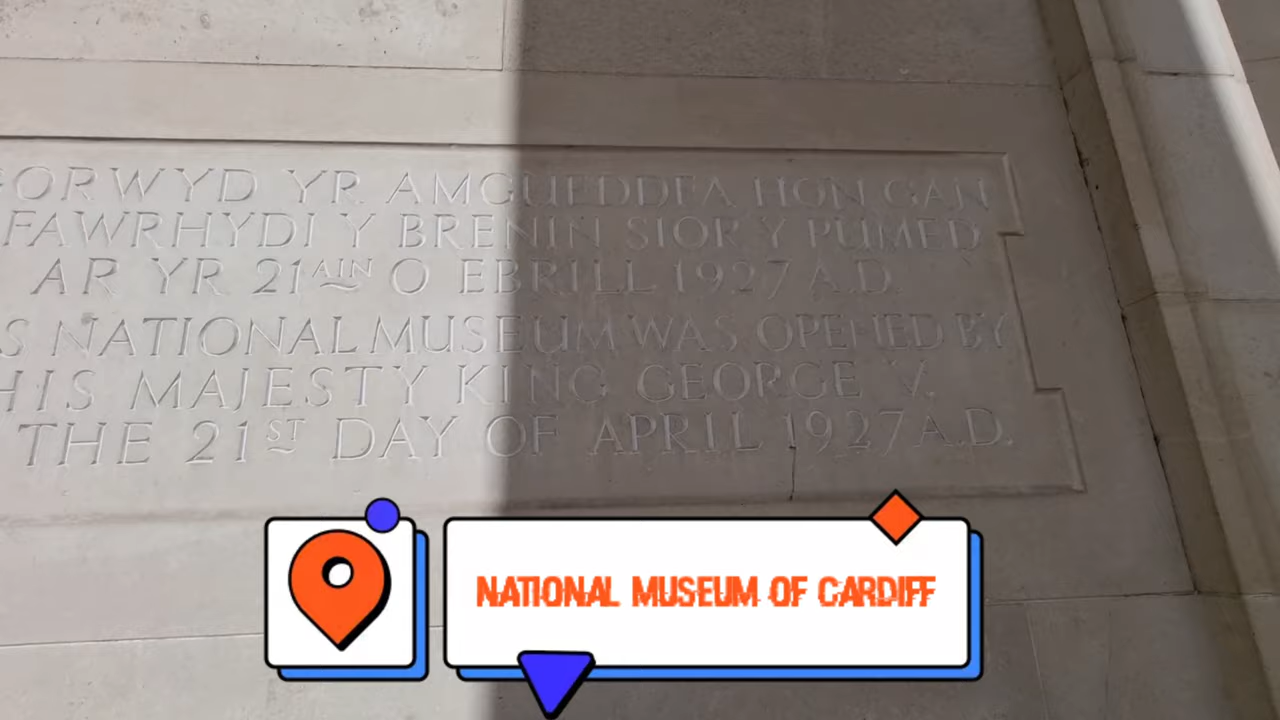 ORWYD YR AMGUEDDFA HON GAN
FAWRHYDI Y BRENIN SIOR Y PUMED
AR YR 21AIN O EBRILL 1927 A.D.
S NATIONAL MUSEUM WAS OPENED BY
HIS MAJESTY KING GEORGE V.
THE 21ST DAY OF APRIL 1927 A.D.
NATIONAL MUSEUM OF CARDIFF